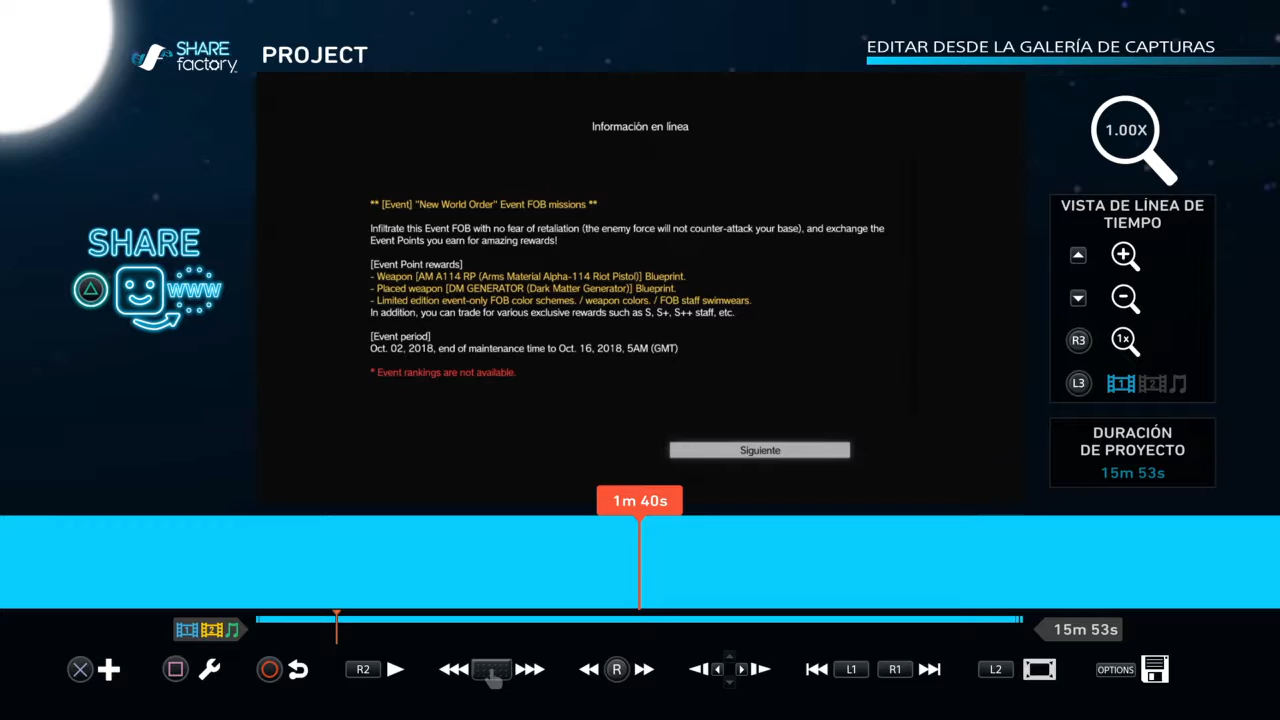 SHARE
factory™
PROJECT
EDITAR DESDE LA GALERÍA DE CAPTURAS
Información en línea
1.00X
** [Event] "New World Order" Event FOB missions **
Infiltrate this Event FOB with no fear of retaliation (the enemy force will not counter-attack your base), and exchange the
Event Points you earn for amazing rewards!
[Event Point rewards]
- Weapon [AM A114 RP (Arms Material Alpha-114 Riot Pistol)] Blueprint.
- Placed weapon [DM GENERATOR (Dark Matter Generator)] Blueprint.
- Limited edition event-only FOB color schemes. / weapon colors. / FOB staff swimwears.
In addition, you can trade for various exclusive rewards such as S, S+, S++ staff, etc.
[Event period]
Oct. 02, 2018, end of maintenance time to Oct. 16, 2018, 5AM (GMT)
* Event rankings are not available.
Siguiente
SHARE
WWW
VISTA DE LÍNEA DE
TIEMPO
R3
1x
L3
1
2
DURACIÓN
DE PROYECTO
15m 53s
1m 40s
1
2
15m 53s
R2
R
L1
R1
L2
OPTIONS